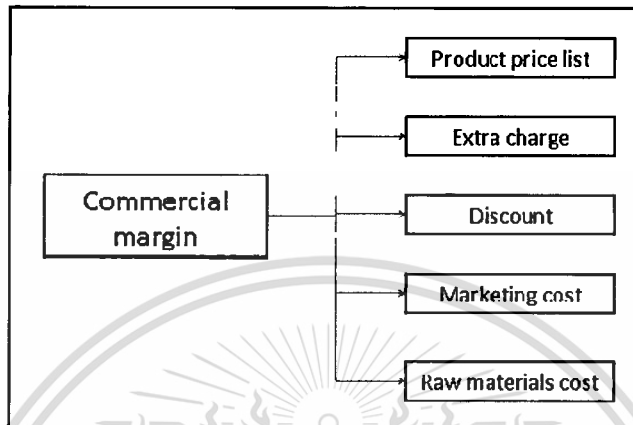 Product price list
Extra charge
Commercial
margin
Discount
Marketing cost
Raw materials cost